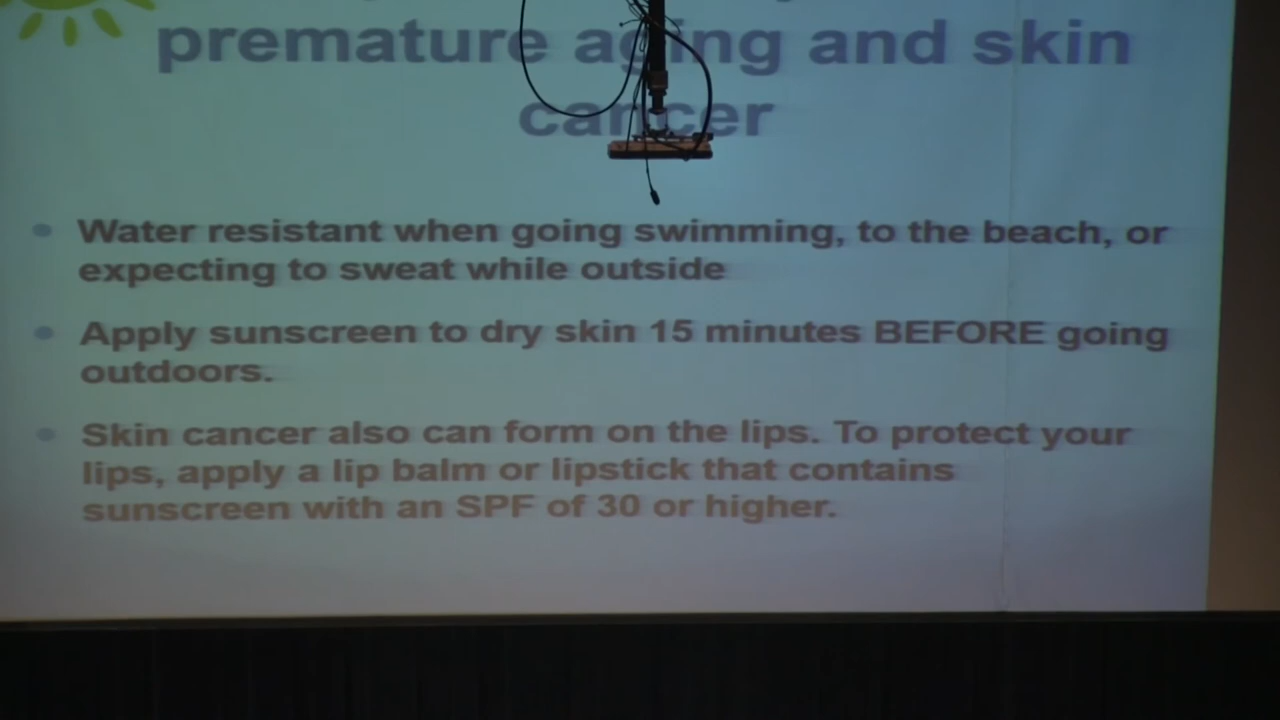 premature aging and skin
cancer
Water resistant when going swimming, to the beach, or
expecting to sweat while outside
Apply sunscreen to dry skin 15 minutes BEFORE going
outdoors.
Skin cancer also can form on the lips. To protect your
lips, apply a lip balm or lipstick that contains
sunscreen with an SPF of 30 or higher.